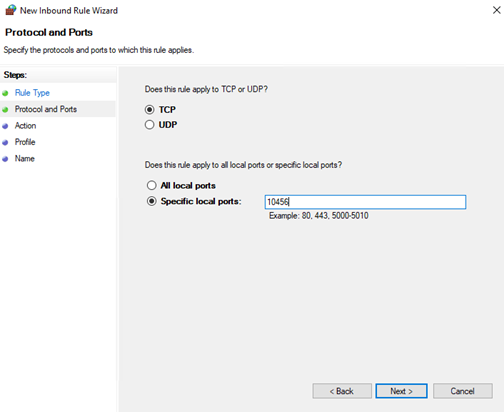 New Inbound Rule Wizard
Protocol and Ports
Specify the protocols and ports to which this rule applies.
Steps:
Rule Type
Protocol and Ports
Action
Profile
Name
Does this rule apply to TCP or UDP?
TCP
UDP
Does this rule apply to all local ports or specific local ports?
All local ports
Specific local ports:
10456
Example: 80, 443, 5000-5010
< Back
Next >
Cancel